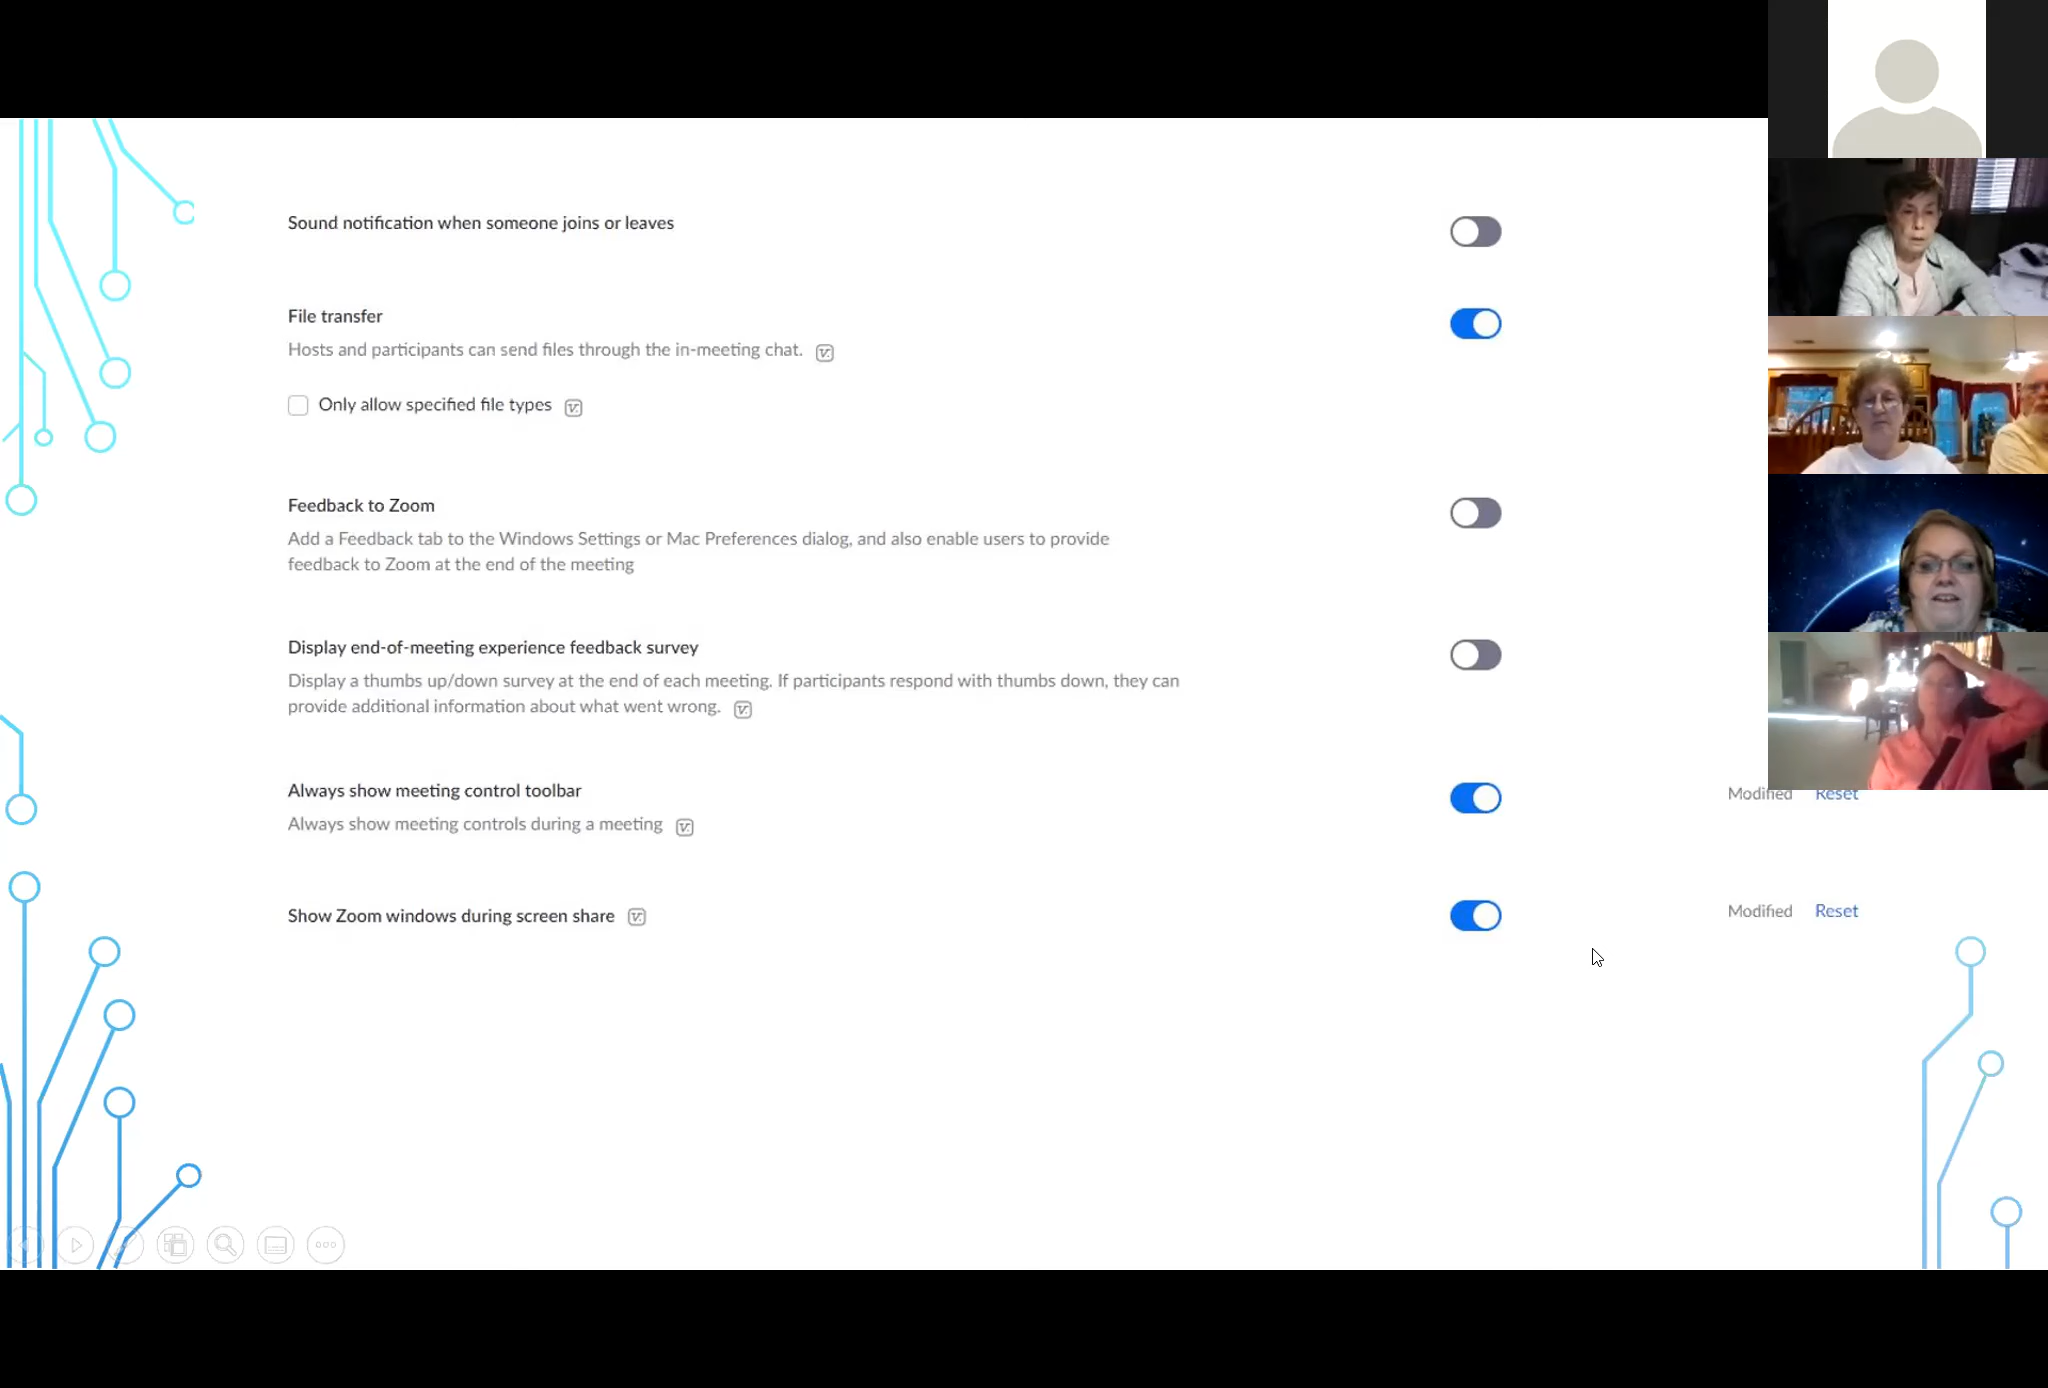 Sound notification when someone joins or leaves
File transfer
Hosts and participants can send files through the in-meeting chat.
Only allow specified file types
Feedback to Zoom
Add a Feedback tab to the Windows Settings or Mac Preferences dialog, and also enable users to provide
feedback to Zoom at the end of the meeting
Display end-of-meeting experience feedback survey
Display a thumbs up/down survey at the end of each meeting. If participants respond with thumbs down, they can
provide additional information about what went wrong.
Always show meeting control toolbar
Modified Reset
Always show meeting controls during a meeting
Show Zoom windows during screen share
Modified Reset